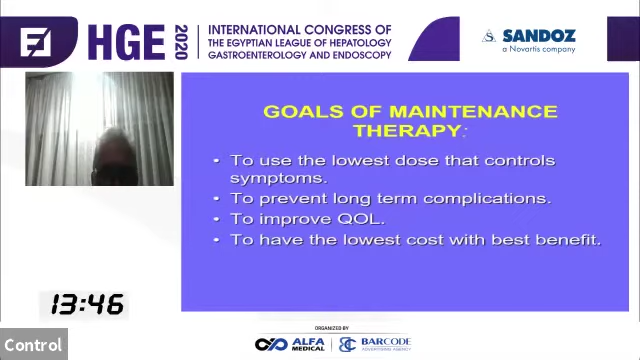 HGE 2020
INTERNATIONAL CONGRESS
OF THE EGYPTIAN LEAGUE OF HEPATOLOGY
GASTROENTEROLOGY AND ENDOSCOPY
SANDOZ
a Novartis company
GOALS OF MAINTENANCE
THERAPY:
• To use the lowest dose that controls
symptoms.
• To prevent long term complications.
• To improve QOL.
• To have the lowest cost with best benefit.
13:46
Control
ORGANIZED BY
ALFA
MEDICAL
BARCODE
ADVERTISING AGENCY